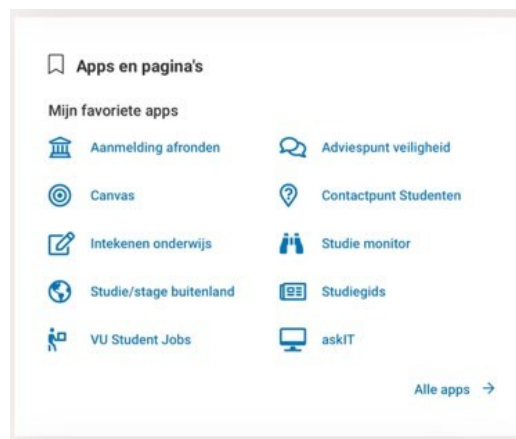 Apps en pagina's
Mijn favoriete apps
Aanmelding afronden
Adviespunt veiligheid
Canvas
Contactpunt Studenten
Intekenen onderwijs
Studie monitor
Studie/stage buitenland
Studiegids
VU Student Jobs
askIT
Alle apps →